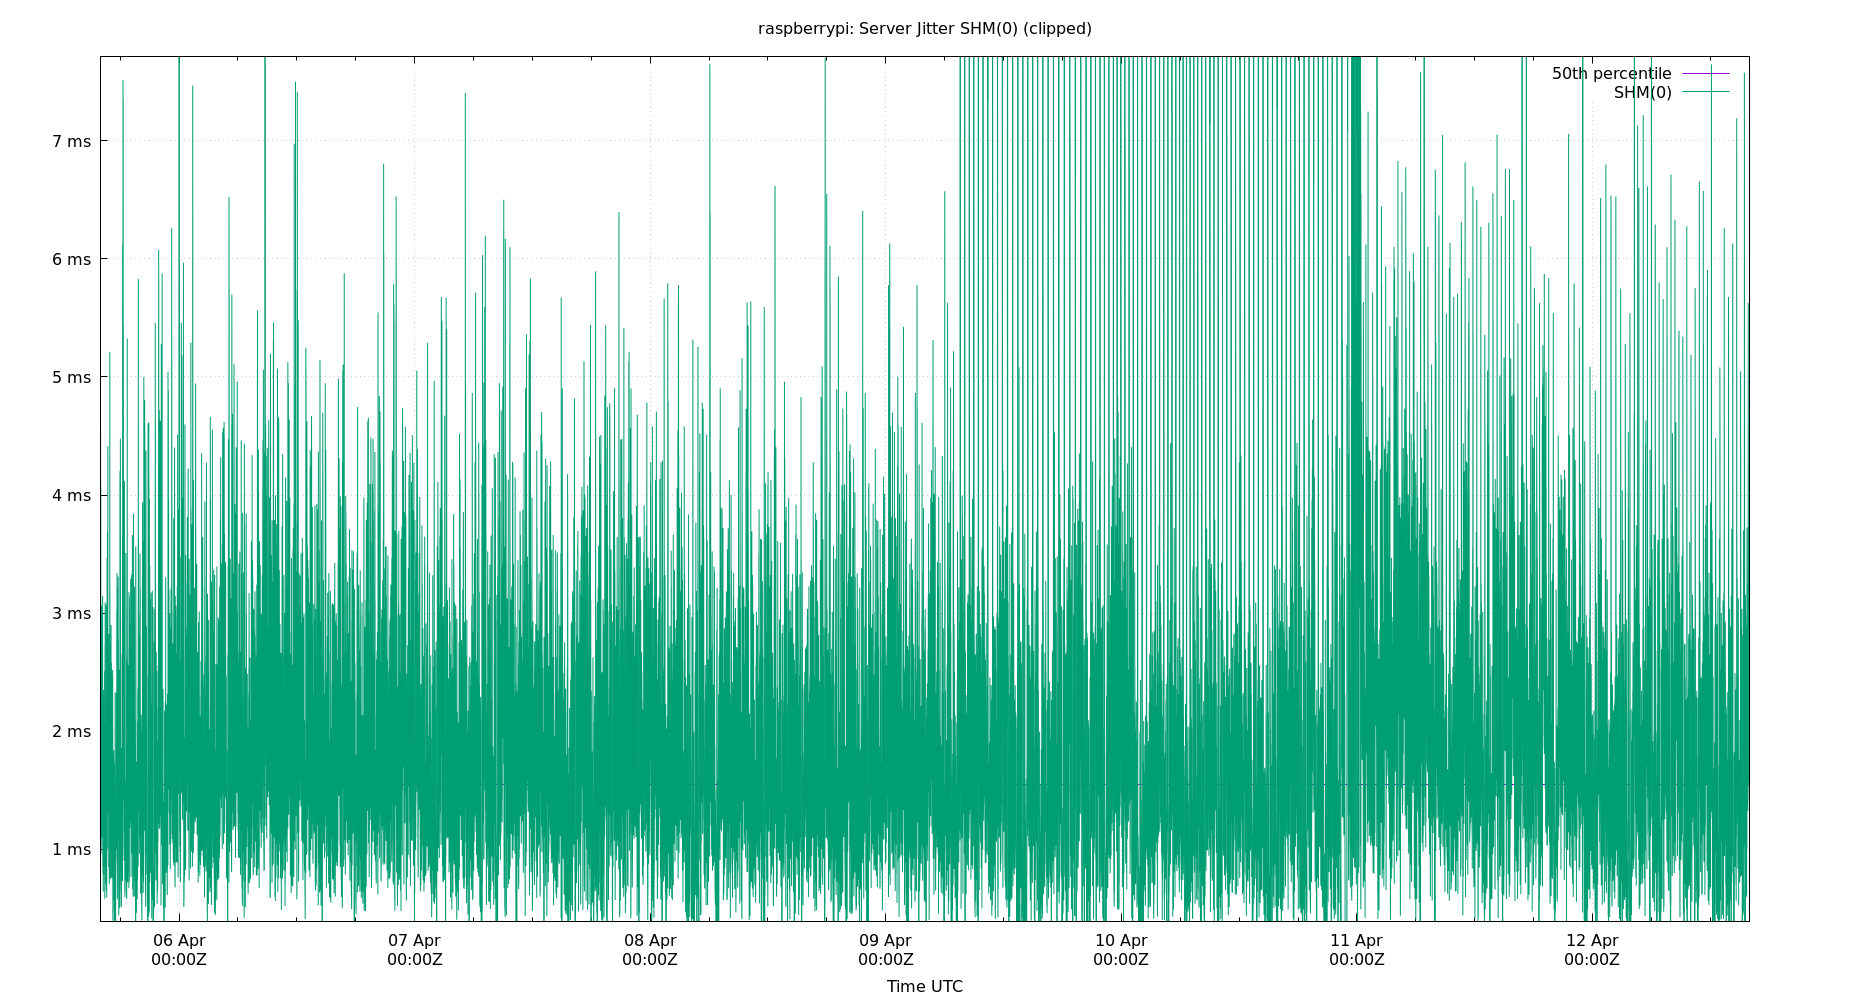 raspberrypi: Server Jitter SHM(0) (clipped)
50th percentile
SHM(0)
7 ms
6 ms
5 ms
4 ms
3 ms
2 ms
1 ms
06 Apr 07 Apr 08 Apr 09 Apr 10 Apr 11 Apr 12 Apr
00:00Z 00:00Z 00:00Z 00:00Z 00:00Z 00:00Z 00:00Z
Time UTC